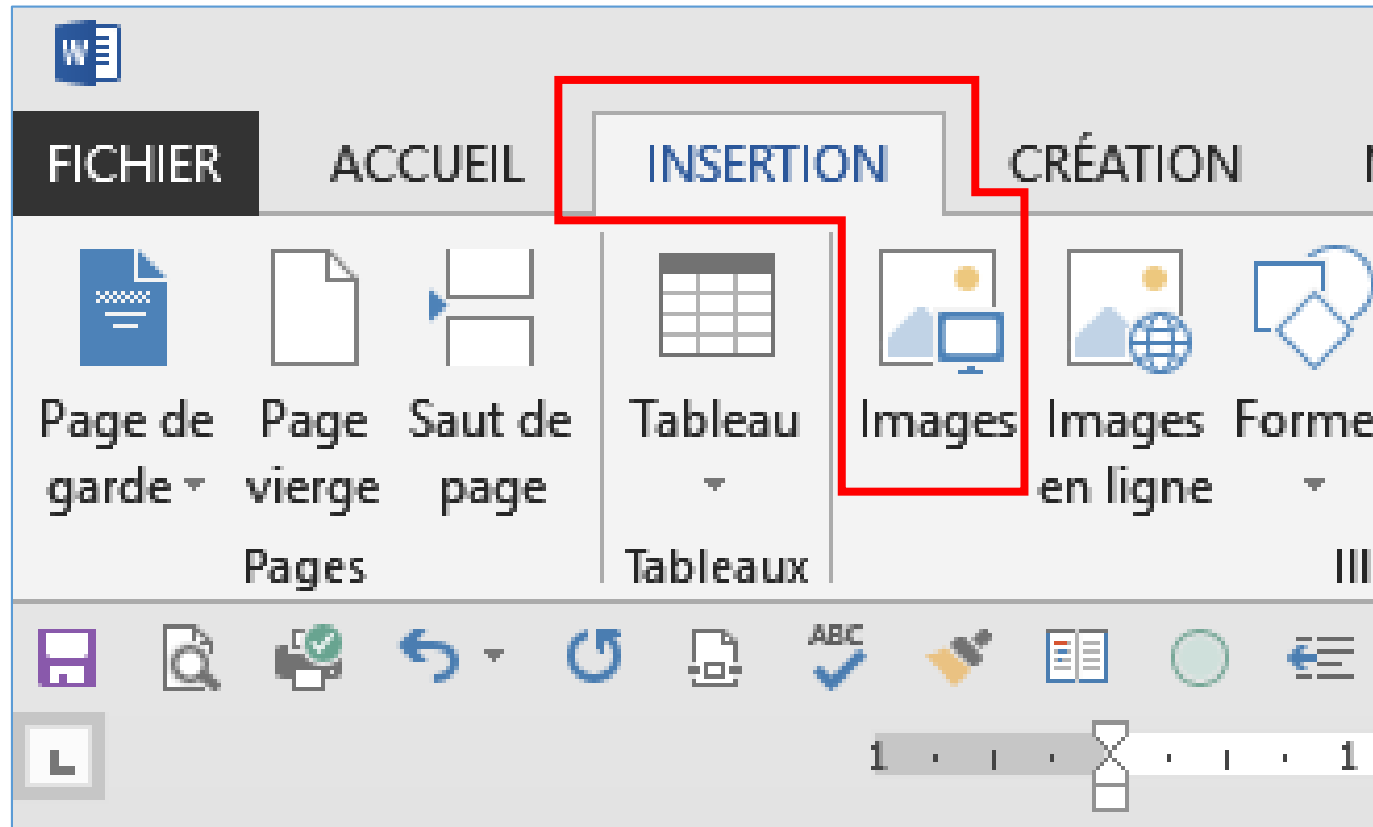 W
FICHIER ACCUEIL INSERTION CRÉATION
Page de garde
Page vierge
Saut de page
Tableau
Images
Images en ligne
Forme
Pages
Tableaux
Ill
ABC
L
1 1